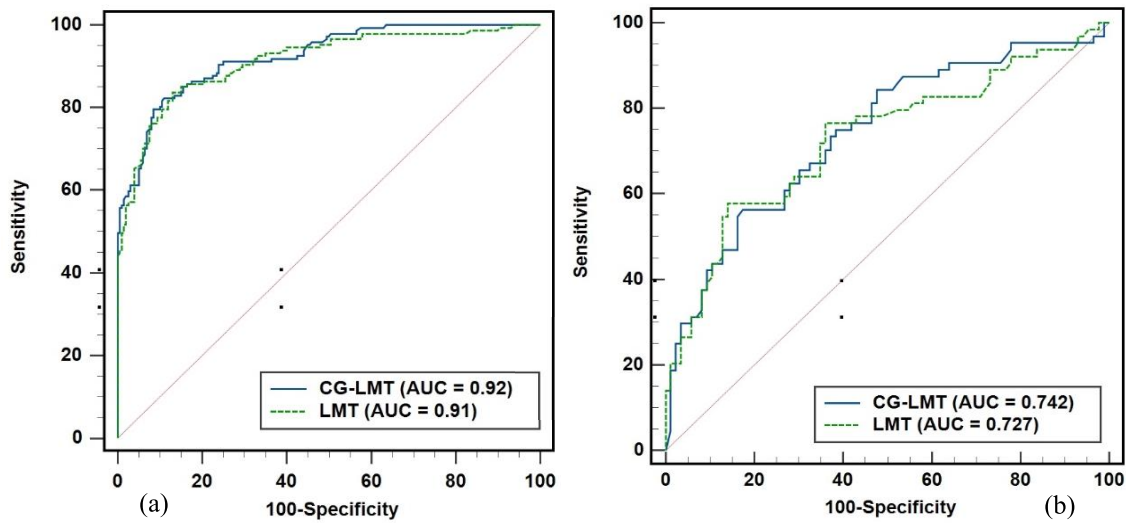 100
80
60
40
20
0
Sensitivity
0 20 40 60 80 100
100-Specificity
CG-LMT (AUC = 0.92)
LMT (AUC = 0.91)
(a)
100
80
60
40
20
0
Sensitivity
0 20 40 60 80 100
100-Specificity
CG-LMT (AUC = 0.742)
LMT (AUC = 0.727)
(b)